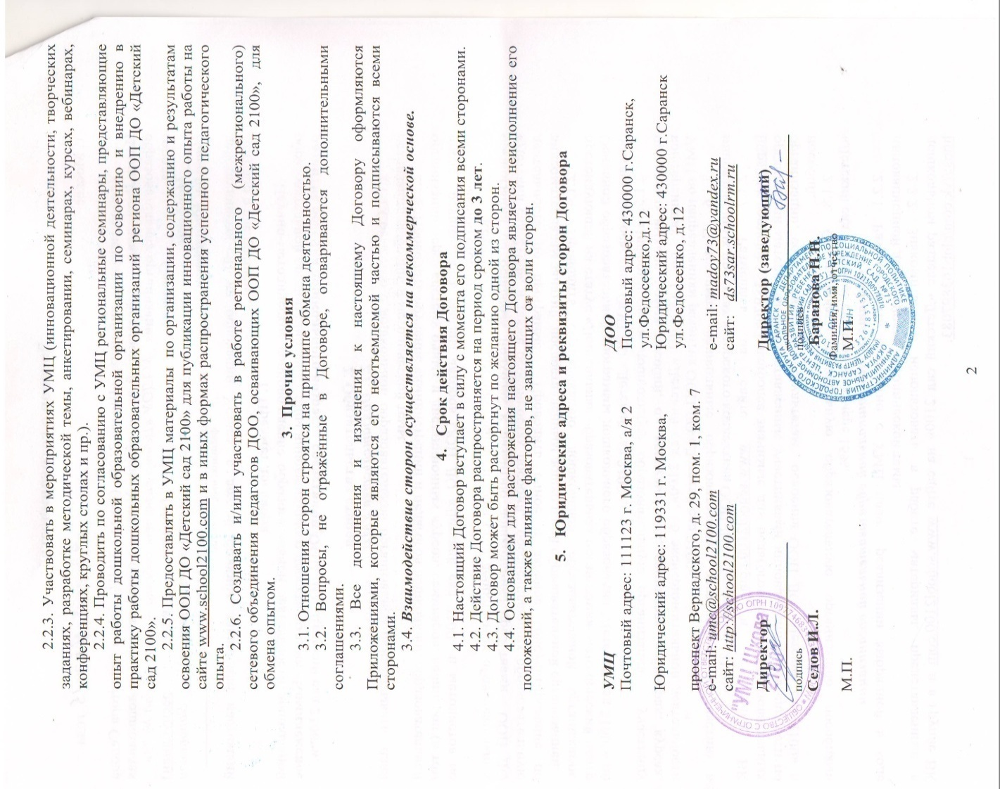 2.2.3. Участвовать в мероприятиях УМЦ (инновационной деятельности, творческих
заданиях, разработке методической темы, анкетировании, семинарах, курсах, вебинарах,
конференциях, круглых столах и пр.).
2.2.4. Проводить по согласованию с УМЦ региональные семинары, представляющие
опыт работы дошкольной образовательной организации по освоению и внедрению в
практику работы дошкольных образовательных организаций региона ООП ДО «Детский
сад 2100».
2.2.5. Предоставлять в УМЦ материалы по организации, содержанию и результатам
освоения ООП ДО «Детский сад 2100» для публикации инновационного опыта работы на
сайте www.school2100.com и в иных формах распространения успешного педагогического
опыта.
2.2.6. Создавать и/или участвовать в работе регионального (межрегионального)
сетевого объединения педагогов ДОО, осваивающих ООП ДО «Детский сад 2100», для
обмена опытом.
3. Прочие условия
3.1. Отношения сторон строятся на принципе обмена деятельностью.
3.2. Вопросы, не отражённые в Договоре, оговариваются дополнительными
соглашениями.
3.3. Все дополнения и изменения к настоящему Договору оформляются
Приложениями, которые являются его неотъемлемой частью и подписываются всеми
сторонами.
3.4. Взаимодействие сторон осуществляется на некоммерческой основе.
4. Срок действия Договора
4.1. Настоящий Договор вступает в силу с момента его подписания всеми сторонами.
4.2. Действие Договора распространяется на период сроком до 3 лет.
4.3. Договор может быть расторгнут по желанию одной из сторон.
4.4. Основанием для расторжения настоящего Договора является неисполнение его
положений, а также влияние факторов, не зависящих от воли сторон.
5. Юридические адреса и реквизиты сторон Договора
УМЦ
Почтовый адрес: 111123 г. Москва, а/я 2
Юридический адрес: 119331 г. Москва,
проспект Вернадского, д. 29, пом. 1, ком. 7
e-mail: umc@school2100.com
сайт: http:||school2100.com
Директор
подпись
Седов И.Л.
М.П.
"УМЦ Школа
2100"
ДОО
Почтовый адрес: 430000 г.Саранск,
ул.Федосеенко,д.12
Юридический адрес: 430000 г.Саранск
ул.Федосеенко, д.12
e-mail: madoy73@yandex.ru
сайт: ds73sar.schoolrm.ru
Директор (заведующий)
подпись
Баранова Н.Н.
Фамилия, имя, отчество
М.П.
2